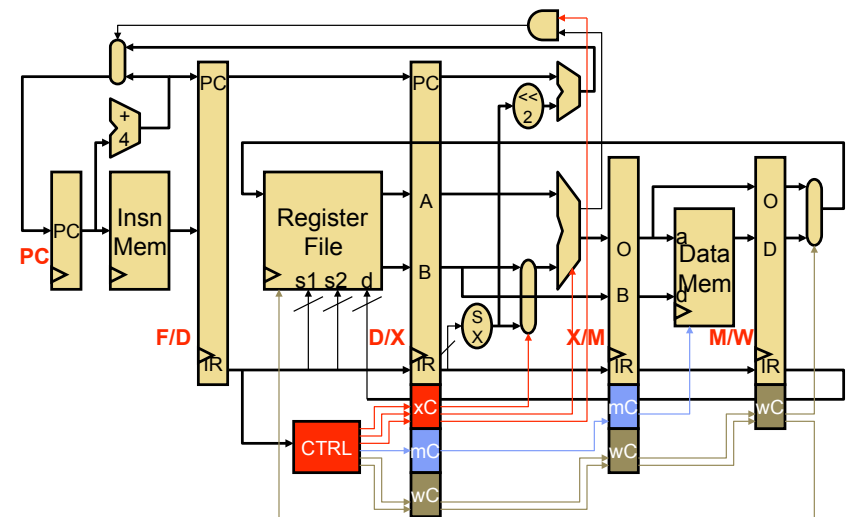 PC
PC
<<
2
+
4
PC
Insn
Mem
Register
File
s1 s2 d
A
B
S
X
O
B
a
d
Data
Mem
O
D
PC
F/D
D/X
X/M
M/W
IR
IR
IR
CTRL
xC
mC
wC
mC
wC
wC